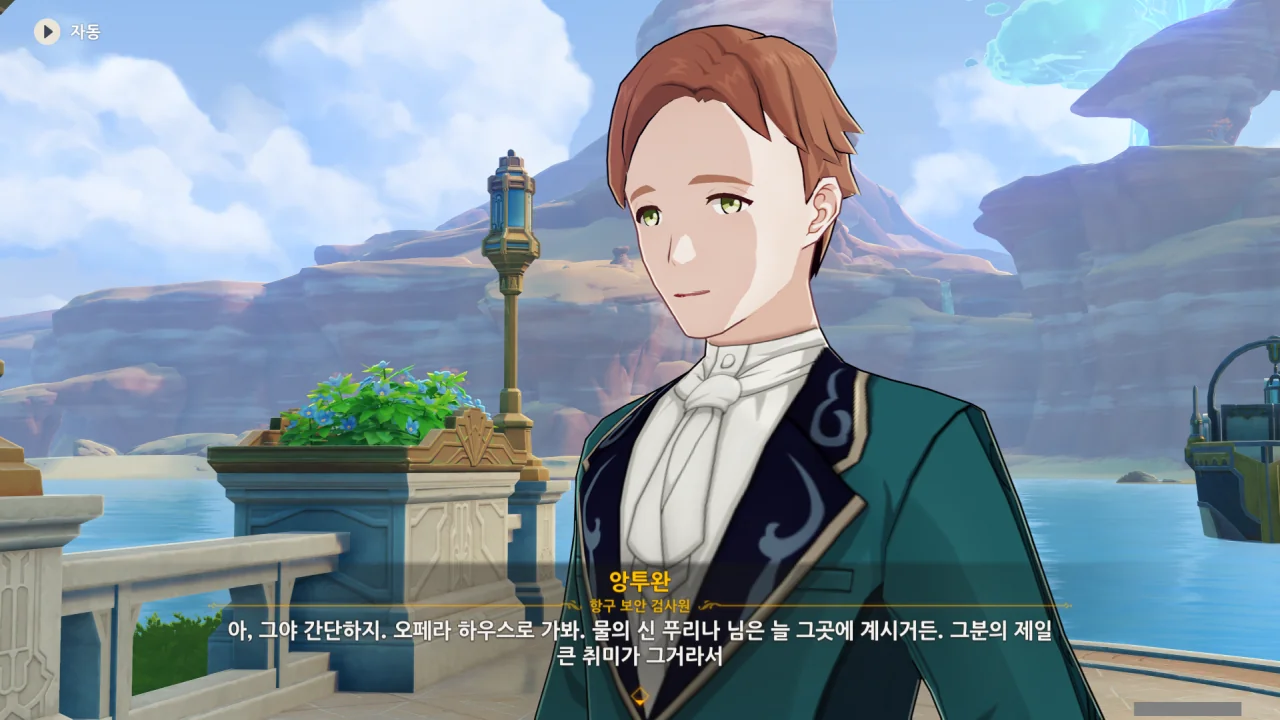 자동
앙투완
항구 보안 검사원
아, 그야 간단하지. 오페라 하우스로 가봐. 물의 신 푸리나 님은 늘 그곳에 계시거든. 그분의 제일
큰 취미가 그거라서